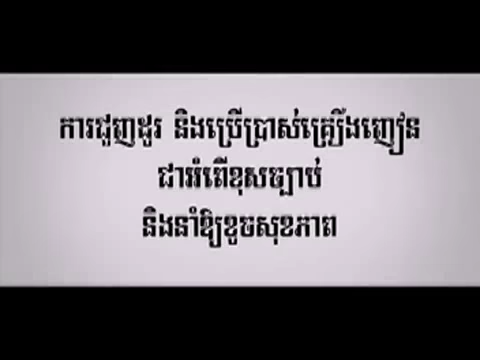 ការជួញដូរ និងប្រើប្រាស់គ្រឿងញៀន
ជាអំពើខុសច្បាប់
និងនាំឱ្យខូចសុខភាព